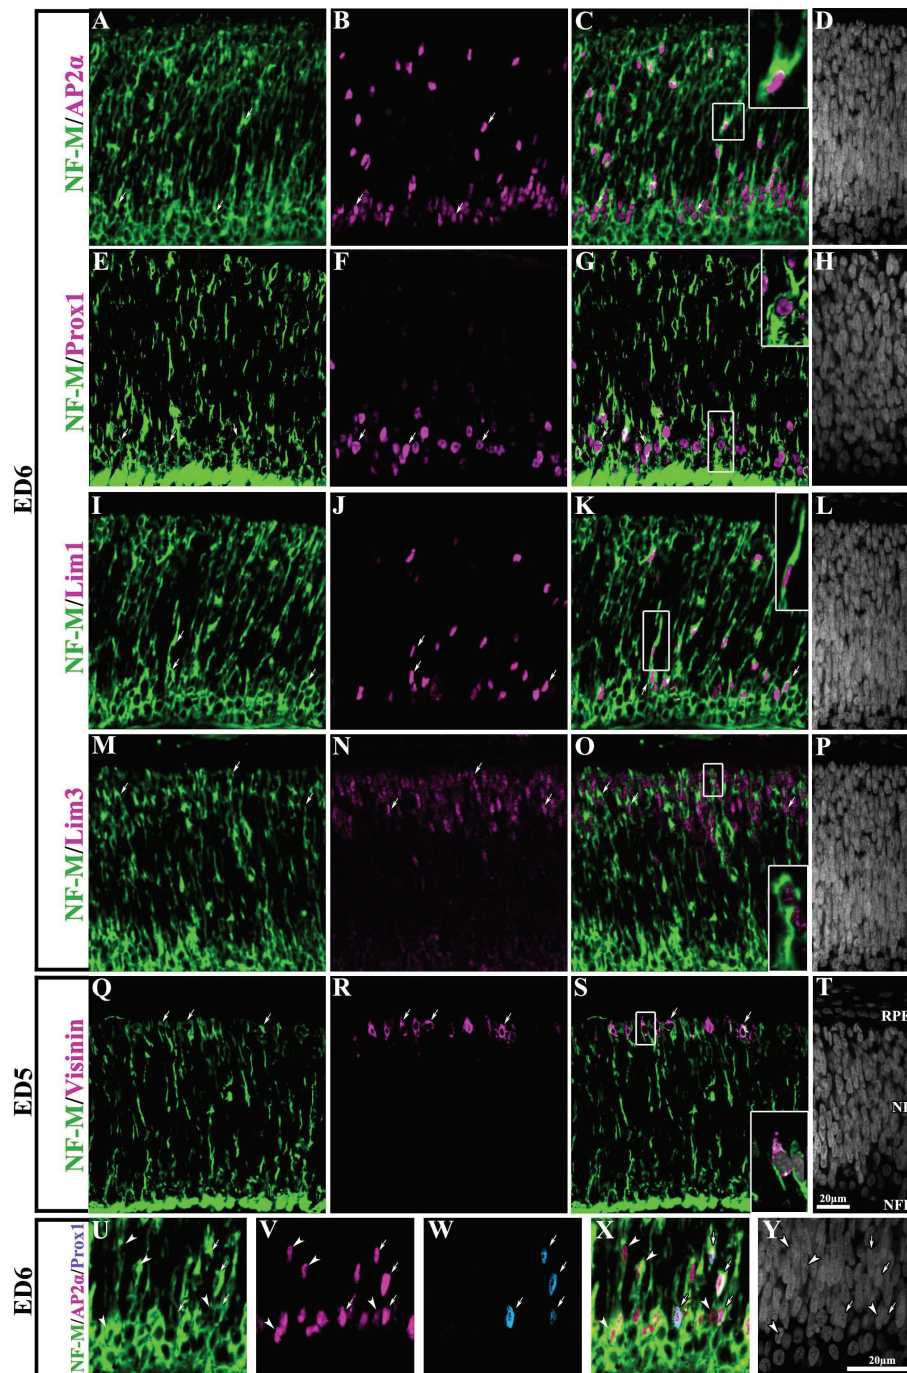 ED6
NF-M/AP2α
A
B
C
D
NF-M/Prox1
E
F
G
H
NF-M/Lim1
I
J
K
L
NF-M/Lim3
M
N
O
P
ED5
NF-M/Visinin
Q
R
S
T
RPE
20μm
ED6
NF-M/AP2α/Prox1
U
V
W
X
Y
20μm